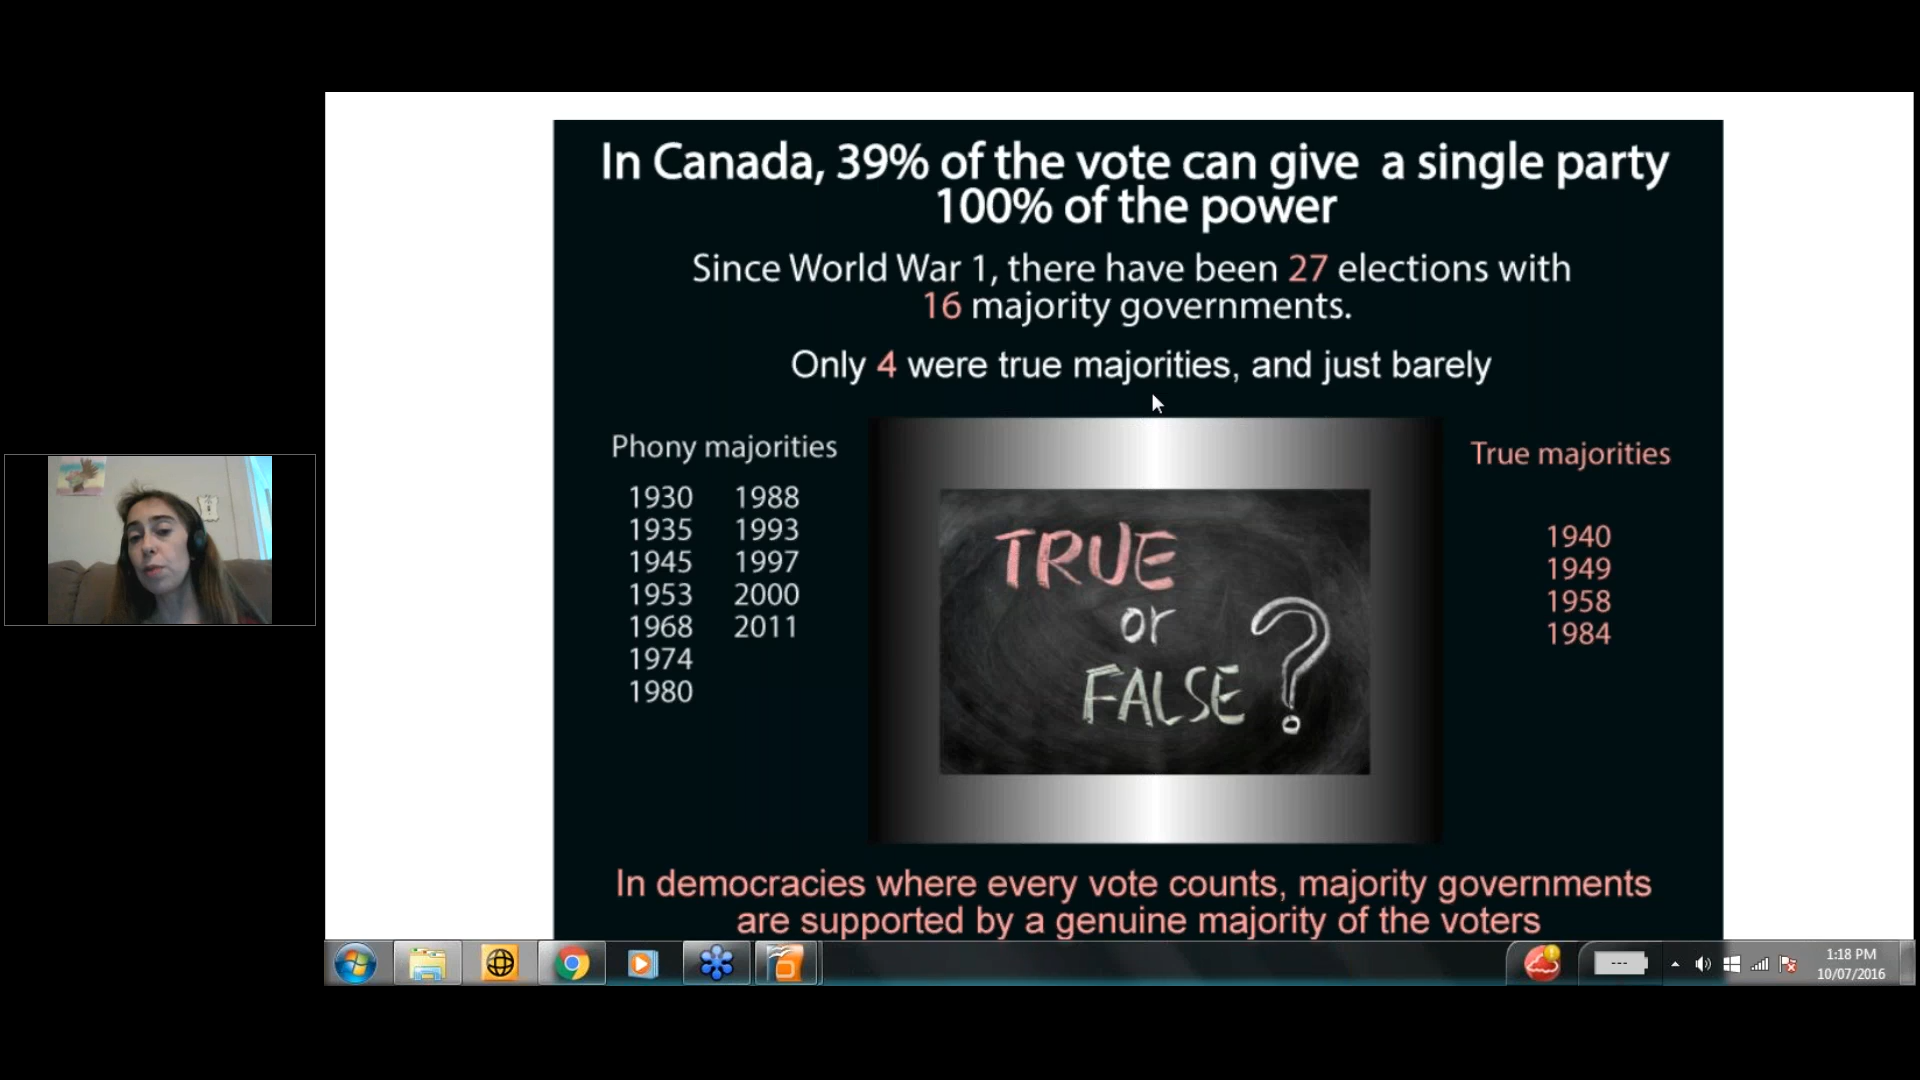 In Canada, 39% of the vote can give a single party
100% of the power
Since World War 1, there have been 27 elections with
16 majority governments.
Only 4 were true majorities, and just barely
Phony majorities
1930 1988
1935 1993
1945 1997
1953 2000
1968 2011
1974
1980
TRUE
or
FALSE ?
True majorities
1940
1949
1958
1984
In democracies where every vote counts, majority governments
are supported by a genuine majority of the voters
---
1:18 PM
10/07/2016